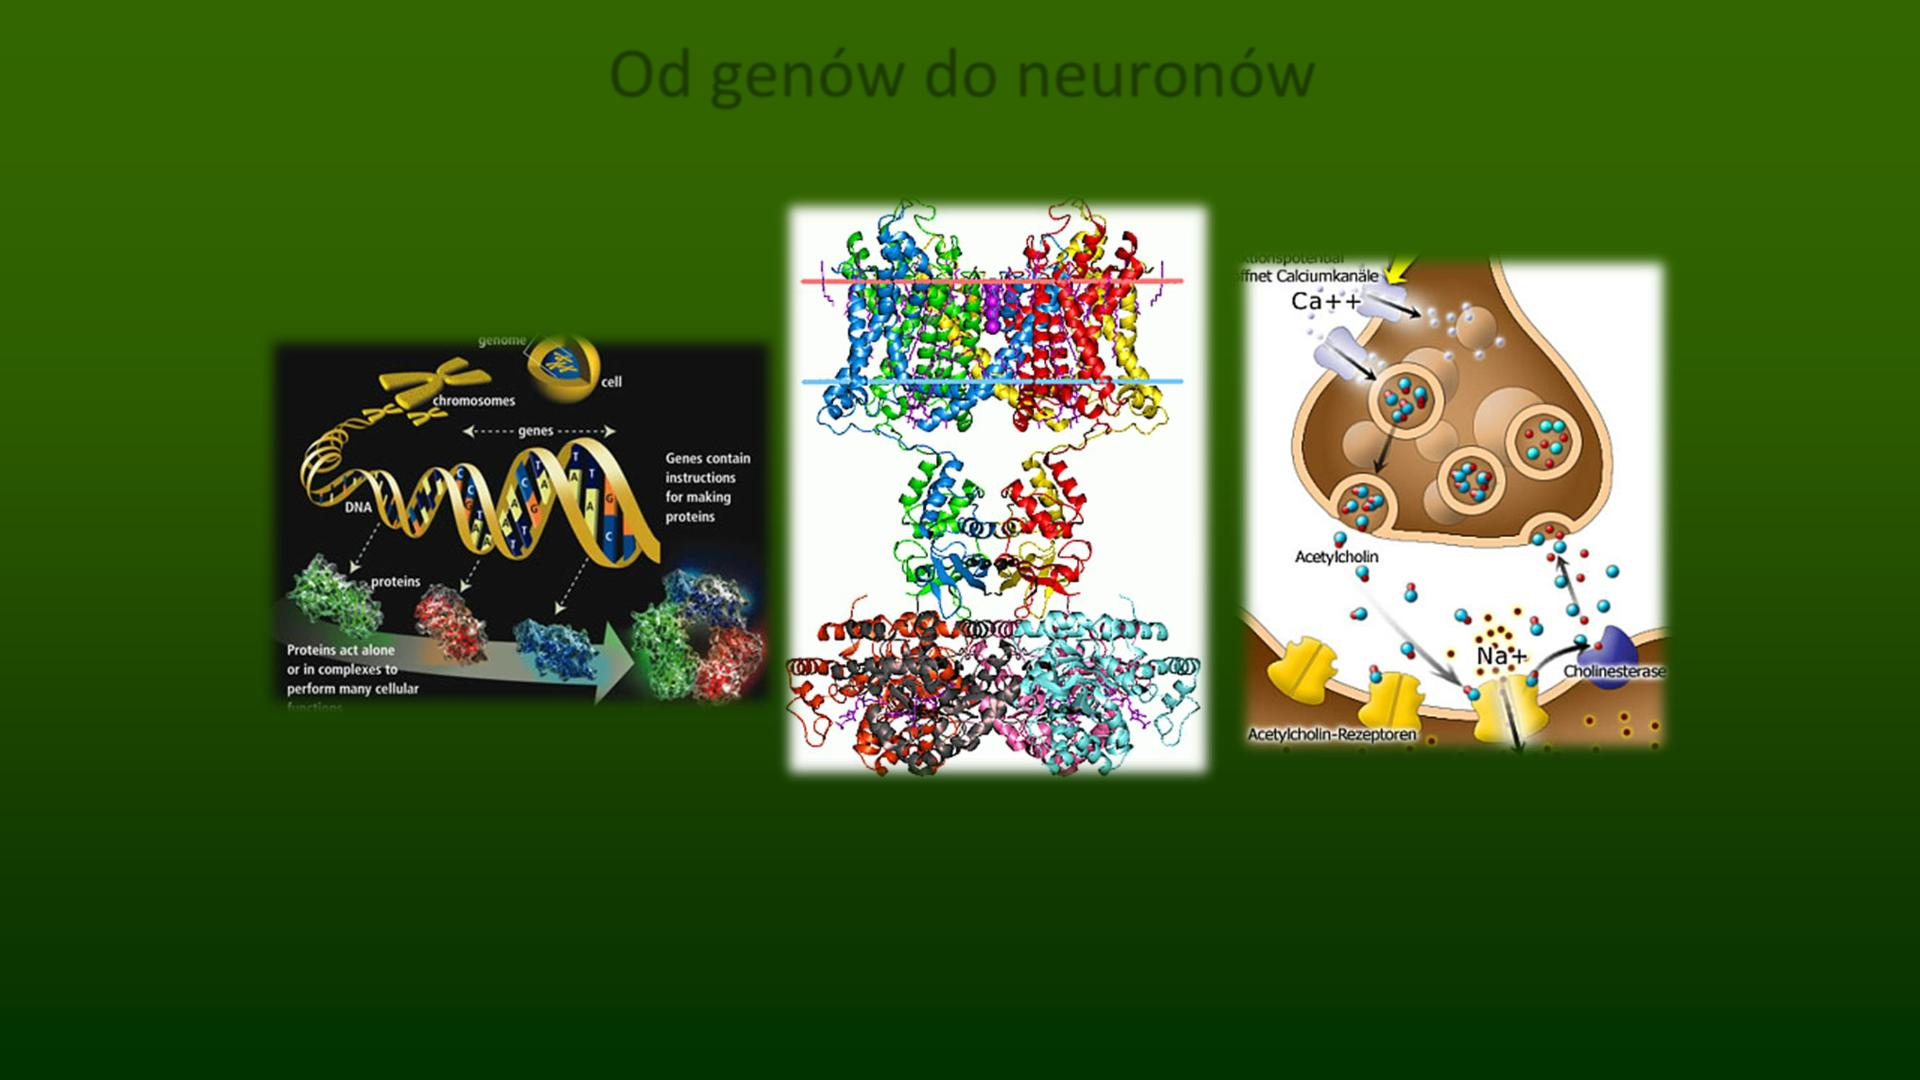 Od genów do neuronów
genome
cell
chromosomes
genes
Genes contain
instructions
for making
proteins
DNA
proteins
Proteins act alone
or in complexes to
perform many cellular
functions
ffnet Calciumkanäle
Ca++
Acetylcholin
Na+
Cholinesterase
Acetylcholin-Rezeptoren